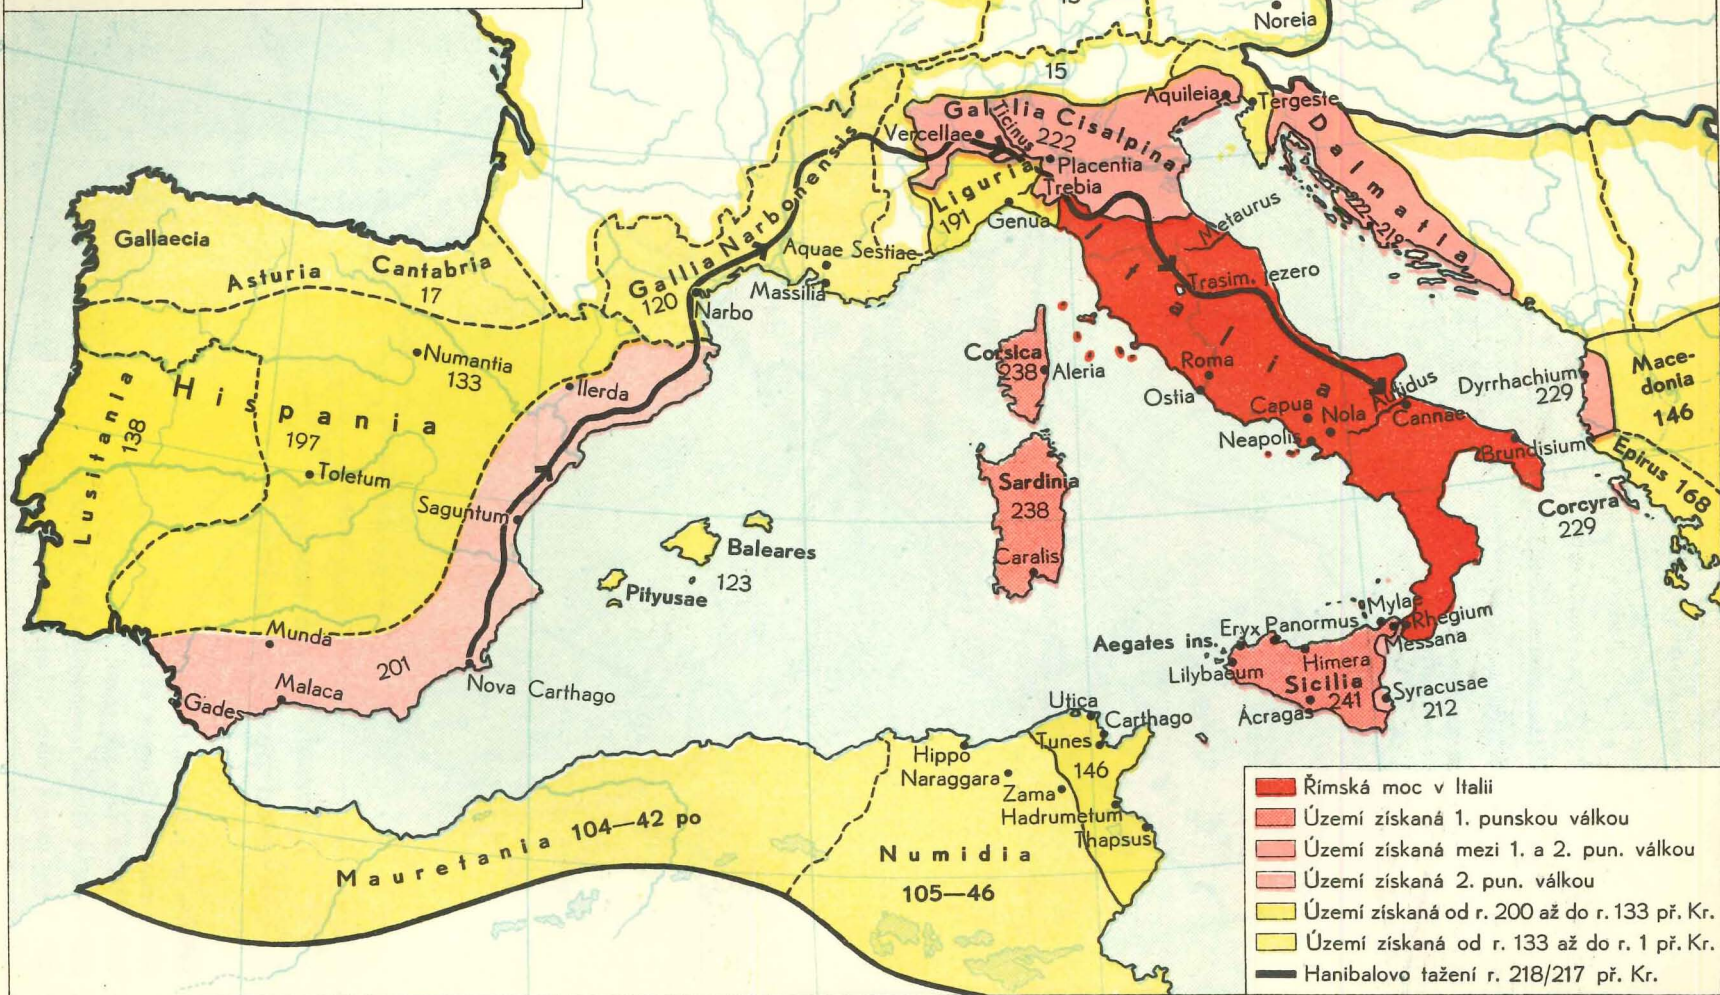 Noreia
15
Aquileia
Tergeste
Gallia Cisalpina
222
Ticinus
Vercellae
Placentia
Trebia
Liguria
191
Genua
Dalmatia
222–219
Metaurus
Gallaecia
Asturia
Cantabria
17
Gallia Narbonensis
120
Aquae Sestiae
Massilia
Narbo
Trasim. jezero
Italia
Numantia
133
Ilerda
Corsica
238
Aleria
Roma
Ostia
Capua
Nola
Neapolis
Aufidus
Cannae
Brundisium
Dyrrhachium
229
Mace-
donia
146
Epirus 168
Corcyra
229
Hispania
197
Lusitania
138
Toletum
Saguntum
Sardinia
238
Caralis
Baleares
123
Pityusae
Munda
201
Malaca
Gades
Nova Carthago
Aegates ins.
Eryx
Panormus
Mylae
Rhegium
Messana
Lilybaeum
Himera
Sicilia
241
Acragas
Syracusae
212
Utica
Carthago
Tunes
146
Hippo
Naraggara
Zama
Hadrumetum
Thapsus
Mauretania 104—42 po
Numidia
105—46
Římská moc v Italii
Území získaná 1. punskou válkou
Území získaná mezi 1. a 2. pun. válkou
Území získaná 2. pun. válkou
Území získaná od r. 200 až do r. 133 př. Kr.
Území získaná od r. 133 až do r. 1 př. Kr.
Hanibalovo tažení r. 218/217 př. Kr.